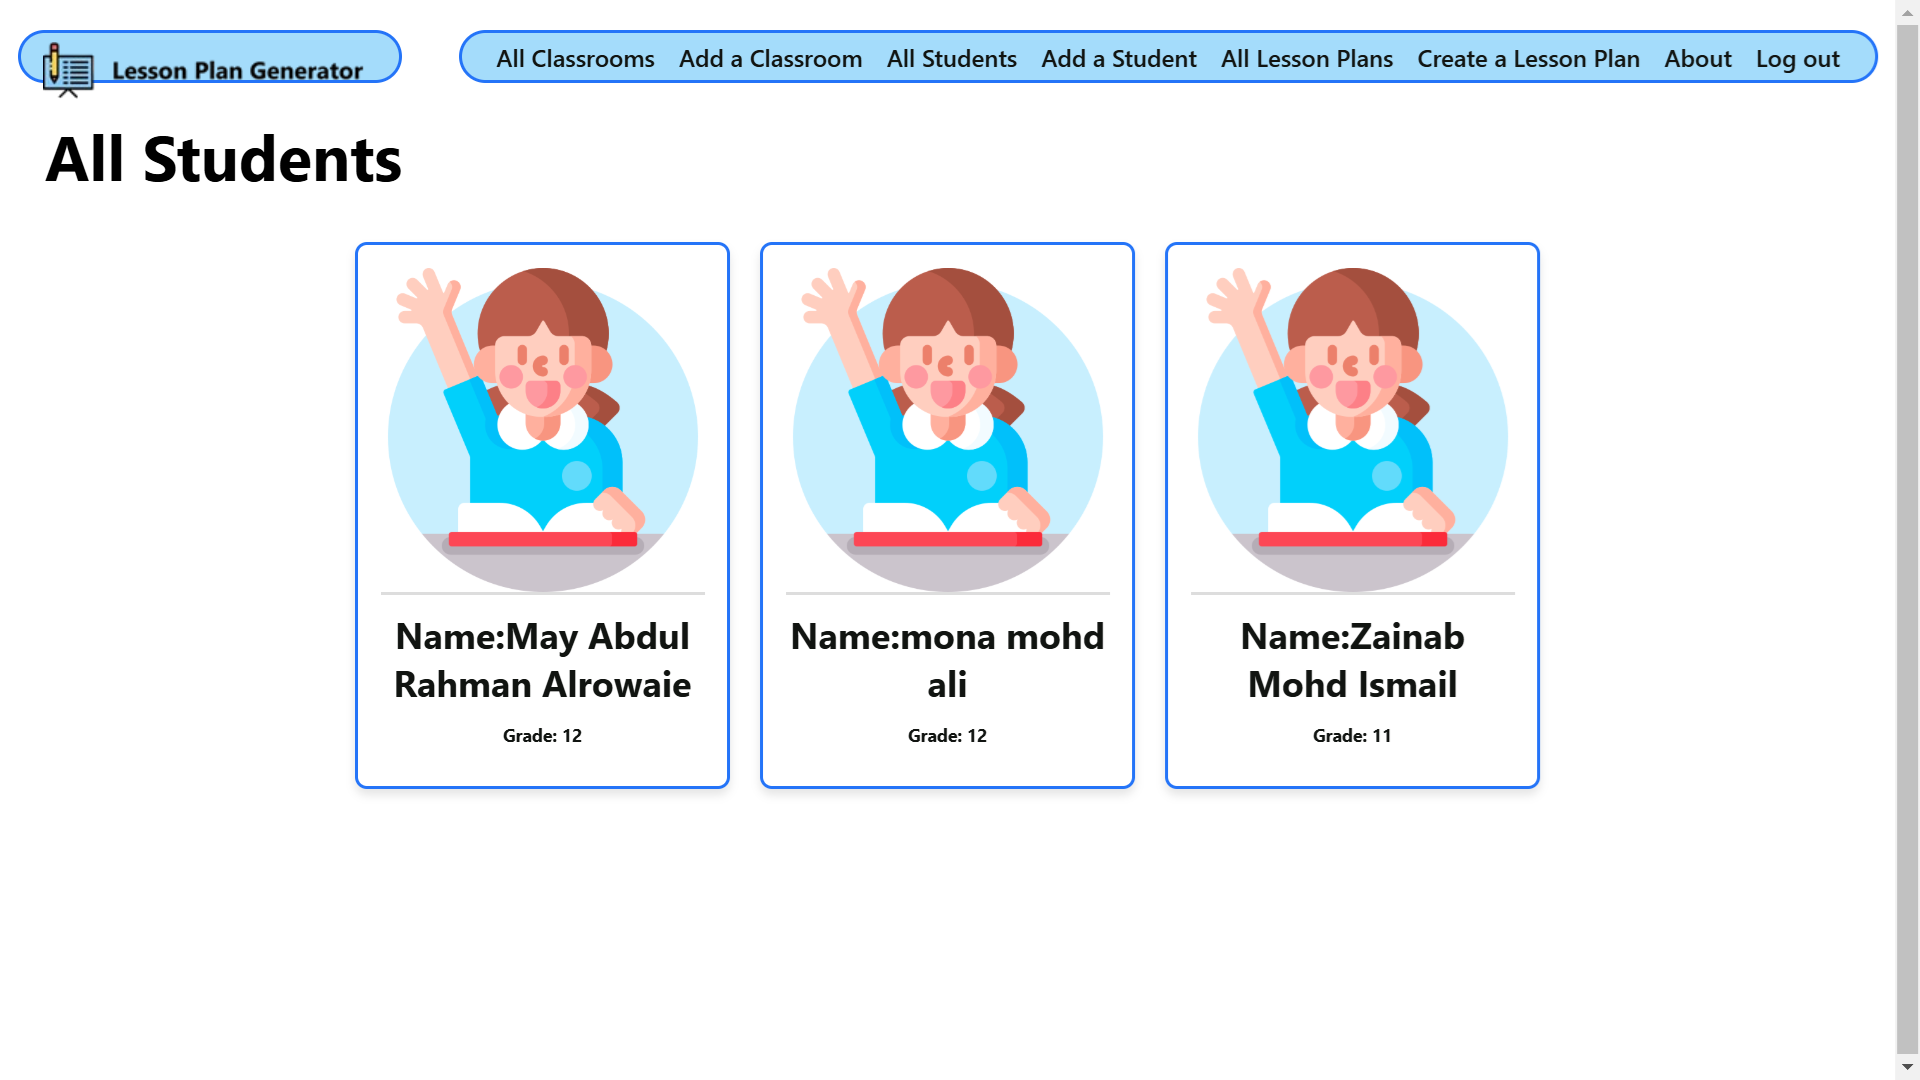 Lesson Plan Generator
All Classrooms Add a Classroom All Students Add a Student All Lesson Plans Create a Lesson Plan About Log out
All Students
Name:May Abdul
Rahman Alrowaie
Grade: 12
Name:mona mohd
ali
Grade: 12
Name:Zainab
Mohd Ismail
Grade: 11